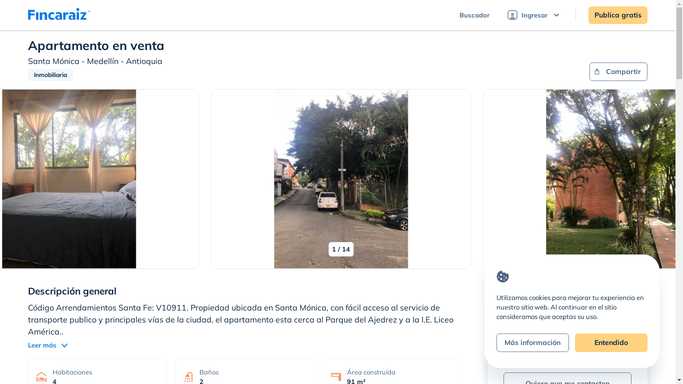 Fincaraiz
Buscador
Ingresar
Publica gratis
Apartamento en venta
Santa Mónica - Medellín - Antioquia
Inmobiliaria
Compartir
1 / 14
Descripción general
Código Arrendamientos Santa Fe: V10911. Propiedad ubicada en Santa Mónica, con fácil acceso al servicio de
transporte publico y principales vías de la ciudad, el apartamento esta cerca al Parque del Ajedrez y a la I.E. Liceo
América..
Leer más
Habitaciones
4
Baños
2
Área construida
91 m²
Utilizamos cookies para mejorar tu experiencia en
nuestro sitio web. Al continuar en el sitio
consideramos que aceptas su uso.
Más información
Entendido
Quiero que me contacten